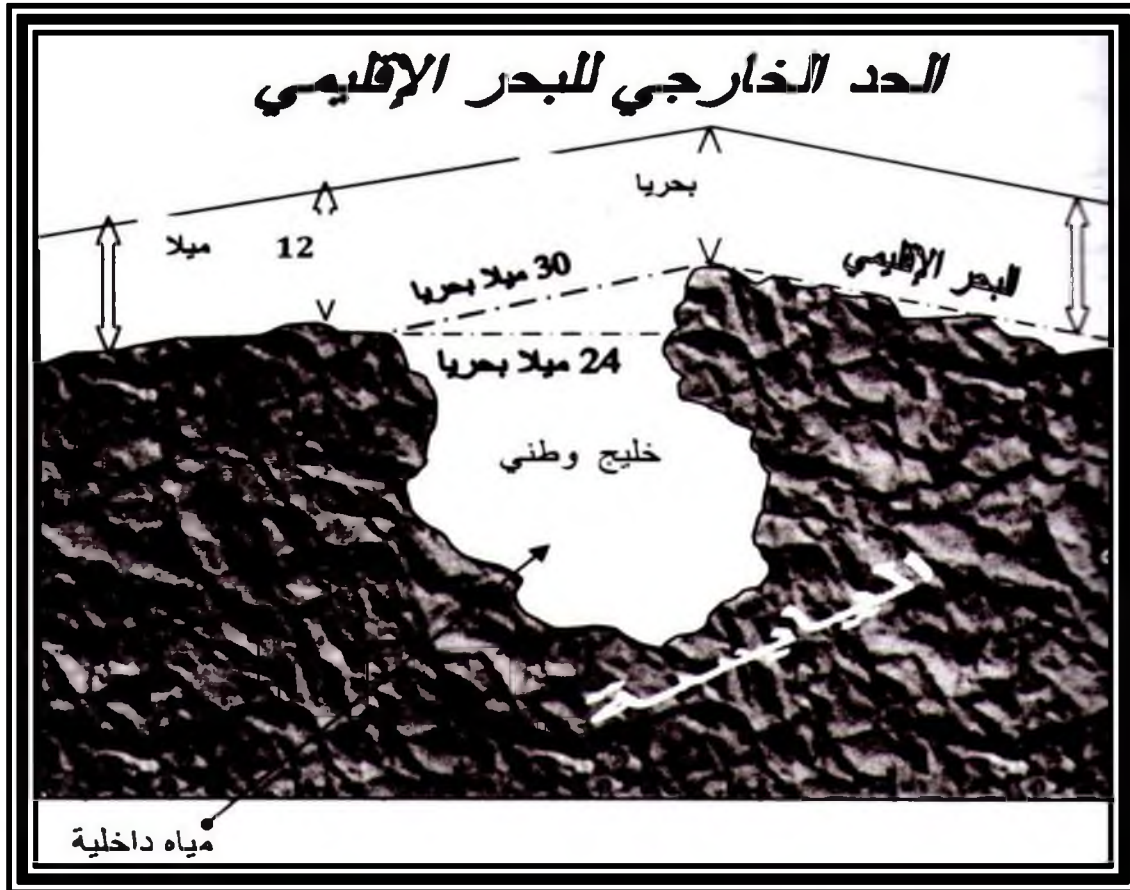 الحد الخارجي للبحر الإقليمي
بحريا
12 ميلا
30 ميلا بحريا
البحر الإقليمي
24 ميلا بحريا
خليج وطني
مياه داخلية